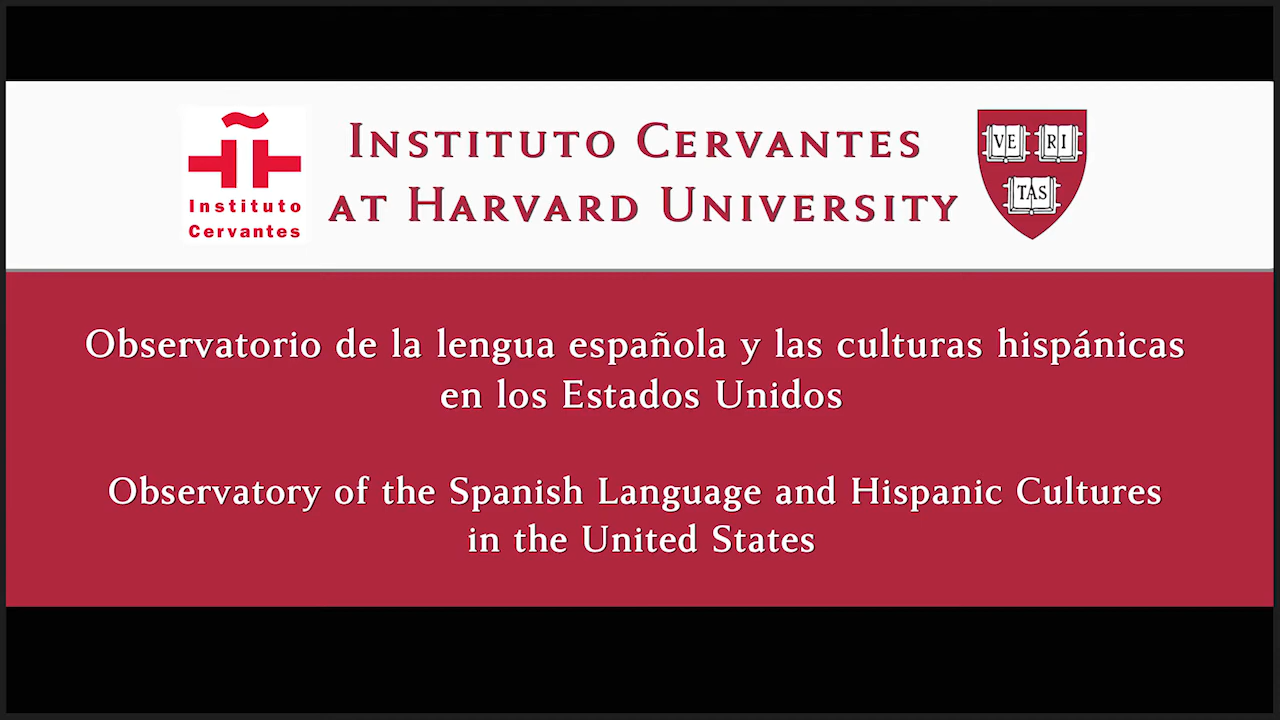 Instituto
Cervantes
INSTITUTO CERVANTES
AT HARVARD UNIVERSITY
VE RI
TAS
Observatorio de la lengua española y las culturas hispánicas
en los Estados Unidos
Observatory of the Spanish Language and Hispanic Cultures
in the United States